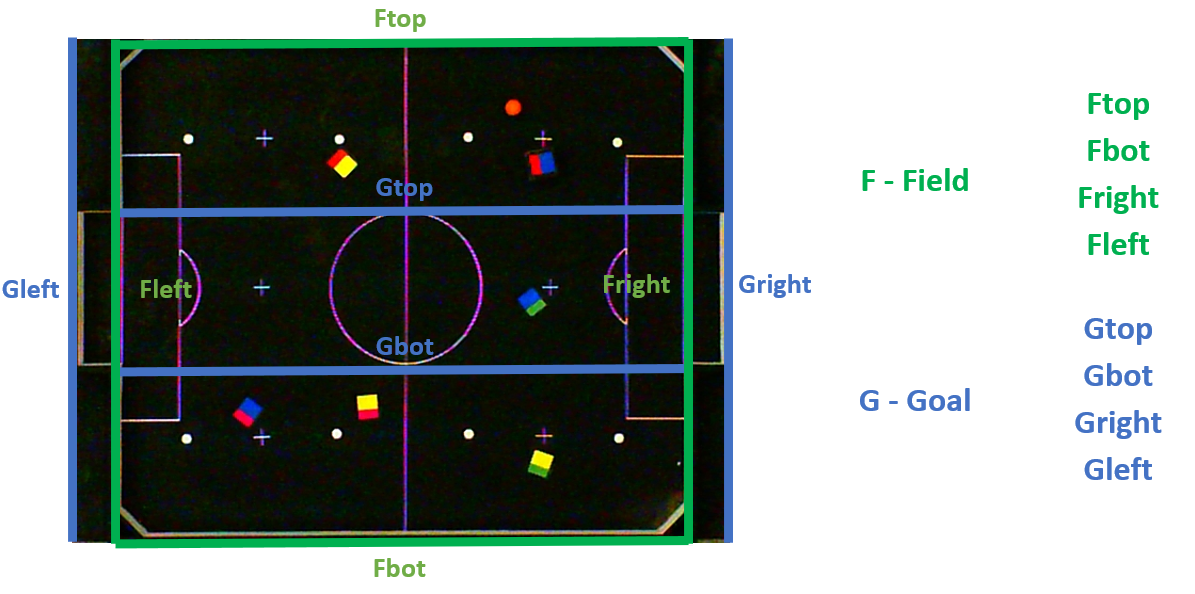 Ftop
Gtop
Gleft
Fleft
Fright
Gright
Gbot
Fbot
F - Field
Ftop
Fbot
Fright
Fleft
G - Goal
Gtop
Gbot
Gright
Gleft